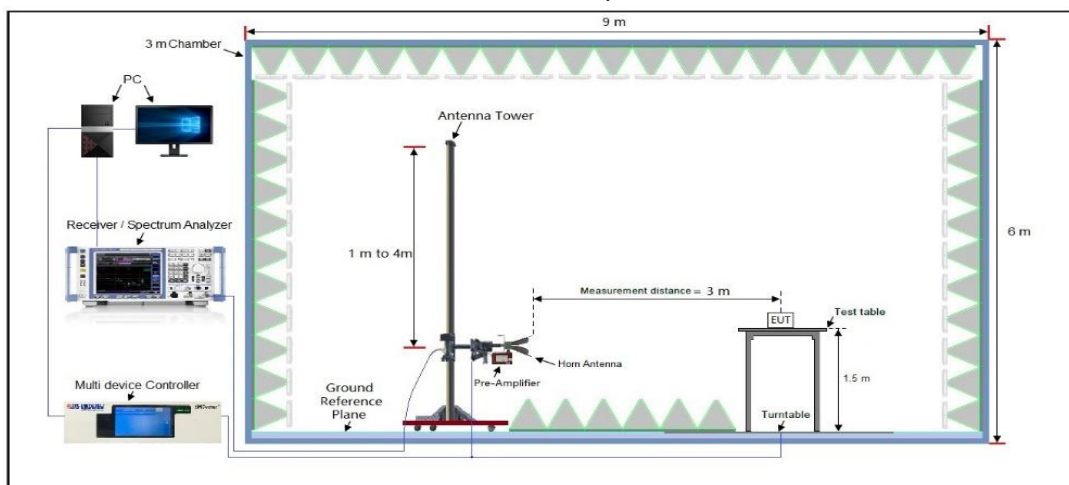 9 m
3 m Chamber
PC
Antenna Tower
Receiver / Spectrum Analyzer
6 m
1 m to 4m
Measurement distance = 3 m
EUT
Test table
Horn Antenna
Pre-Amplifier
1.5 m
Multi device Controller
Ground
Reference
Plane
Turntable